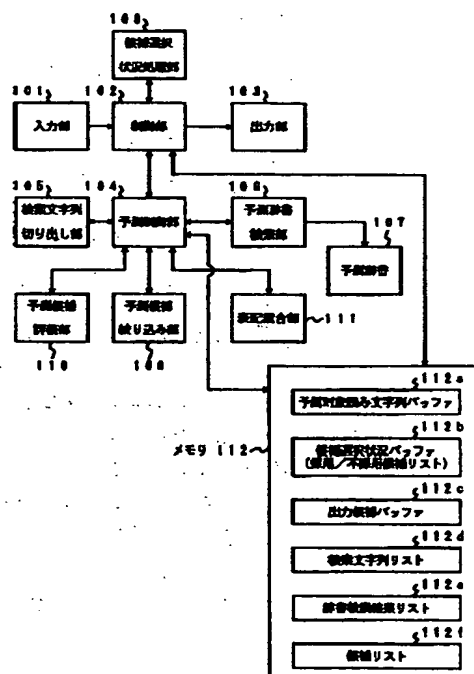 候補選択
状況処理部
101
102
103
入力部
制御部
出力部
105
104
106
検索文字列
切り出し部
予測制御部
予測辞書
検索部
107
予測辞書
予測候補
評価部
予測候補
絞り込み部
表記照合部
111
110
112a
予測対象読み文字列バッファ
112b
メモリ 112
候補選択状況バッファ
(採用/不採用候補リスト)
112c
出力候補バッファ
112d
検索文字列リスト
112e
辞書検索結果リスト
112f
候補リスト